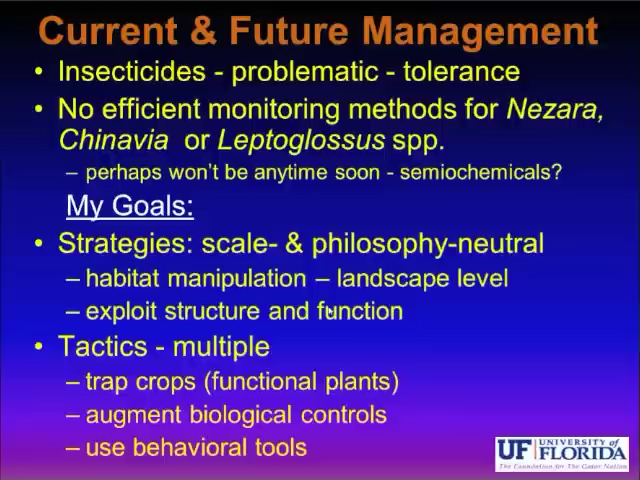 Current & Future Management
• Insecticides - problematic - tolerance
• No efficient monitoring methods for Nezara,
Chinavia or Leptoglossus spp.
– perhaps won't be anytime soon - semiochemicals?
My Goals:
• Strategies: scale- & philosophy-neutral
– habitat manipulation – landscape level
– exploit structure and function
• Tactics - multiple
– trap crops (functional plants)
– augment biological controls
– use behavioral tools
UF UNIVERSITY of
FLORIDA
The Foundation for The Gator Nation